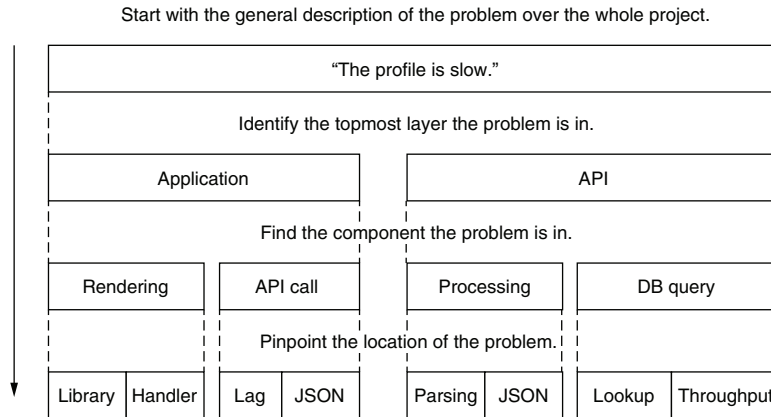 Start with the general description of the problem over the whole project.
“The profile is slow.”
Identify the topmost layer the problem is in.
Application API
Find the component the problem is in.
Rendering API call Processing DB query
Pinpoint the location of the problem.
Library Handler Lag JSON Parsing JSON Lookup Throughput